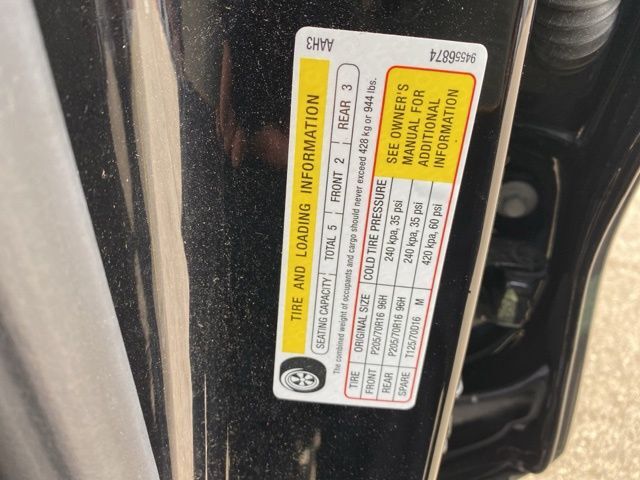 AAH3
94556874
TIRE AND LOADING INFORMATION
SEATING CAPACITY TOTAL 5 FRONT 2 REAR 3
The combined weight of occupants and cargo should never exceed 428 kg or 944 lbs.
TIRE ORIGINAL SIZE COLD TIRE PRESSURE
FRONT P205/70R16 96H 240 kpa, 35 psi
REAR P205/70R16 96H 240 kpa, 35 psi
SPARE T125/70D16 M 420 kpa, 60 psi
SEE OWNER'S
MANUAL FOR
ADDITIONAL
INFORMATION